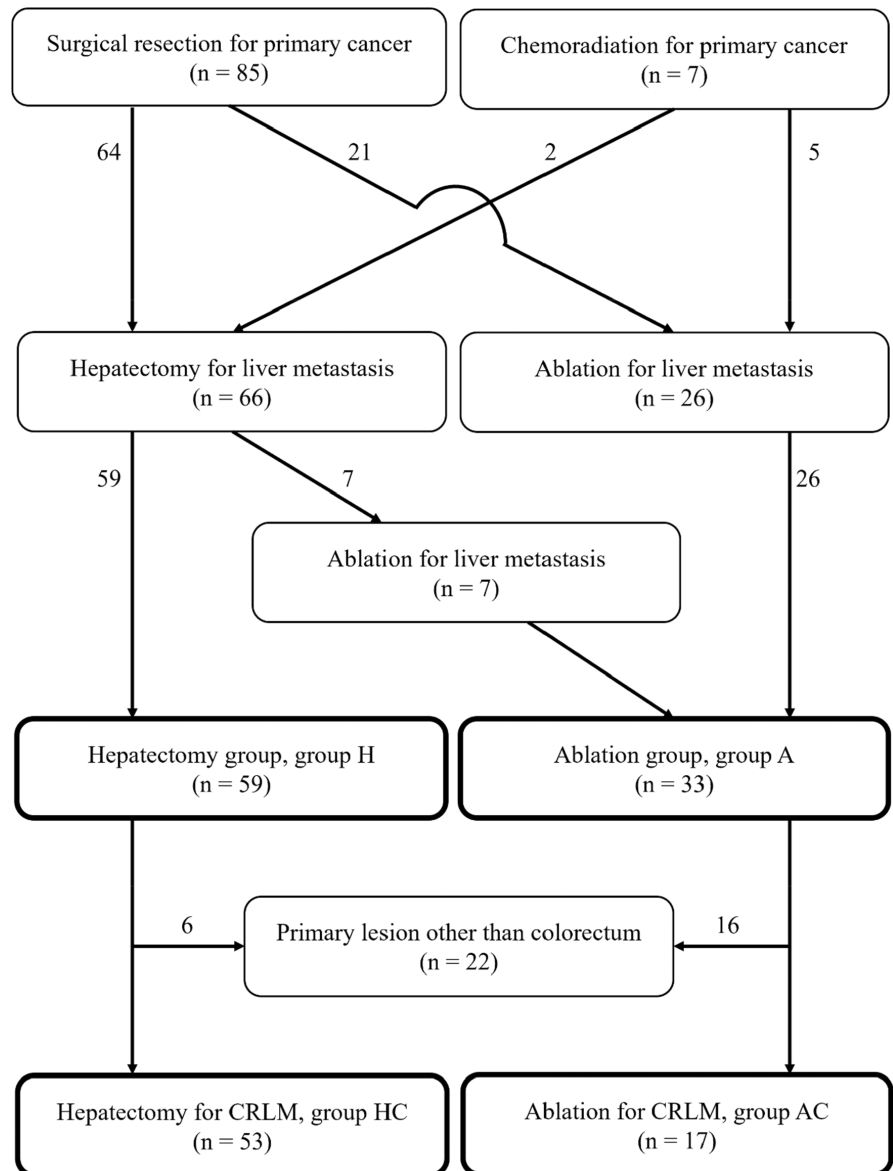 Surgical resection for primary cancer
(n = 85)
Chemoradiation for primary cancer
(n = 7)
64
21
2
5
Hepatectomy for liver metastasis
(n = 66)
Ablation for liver metastasis
(n = 26)
59
7
26
Ablation for liver metastasis
(n = 7)
Hepatectomy group, group H
(n = 59)
Ablation group, group A
(n = 33)
6
Primary lesion other than colorectum
(n = 22)
16
Hepatectomy for CRLM, group HC
(n = 53)
Ablation for CRLM, group AC
(n = 17)